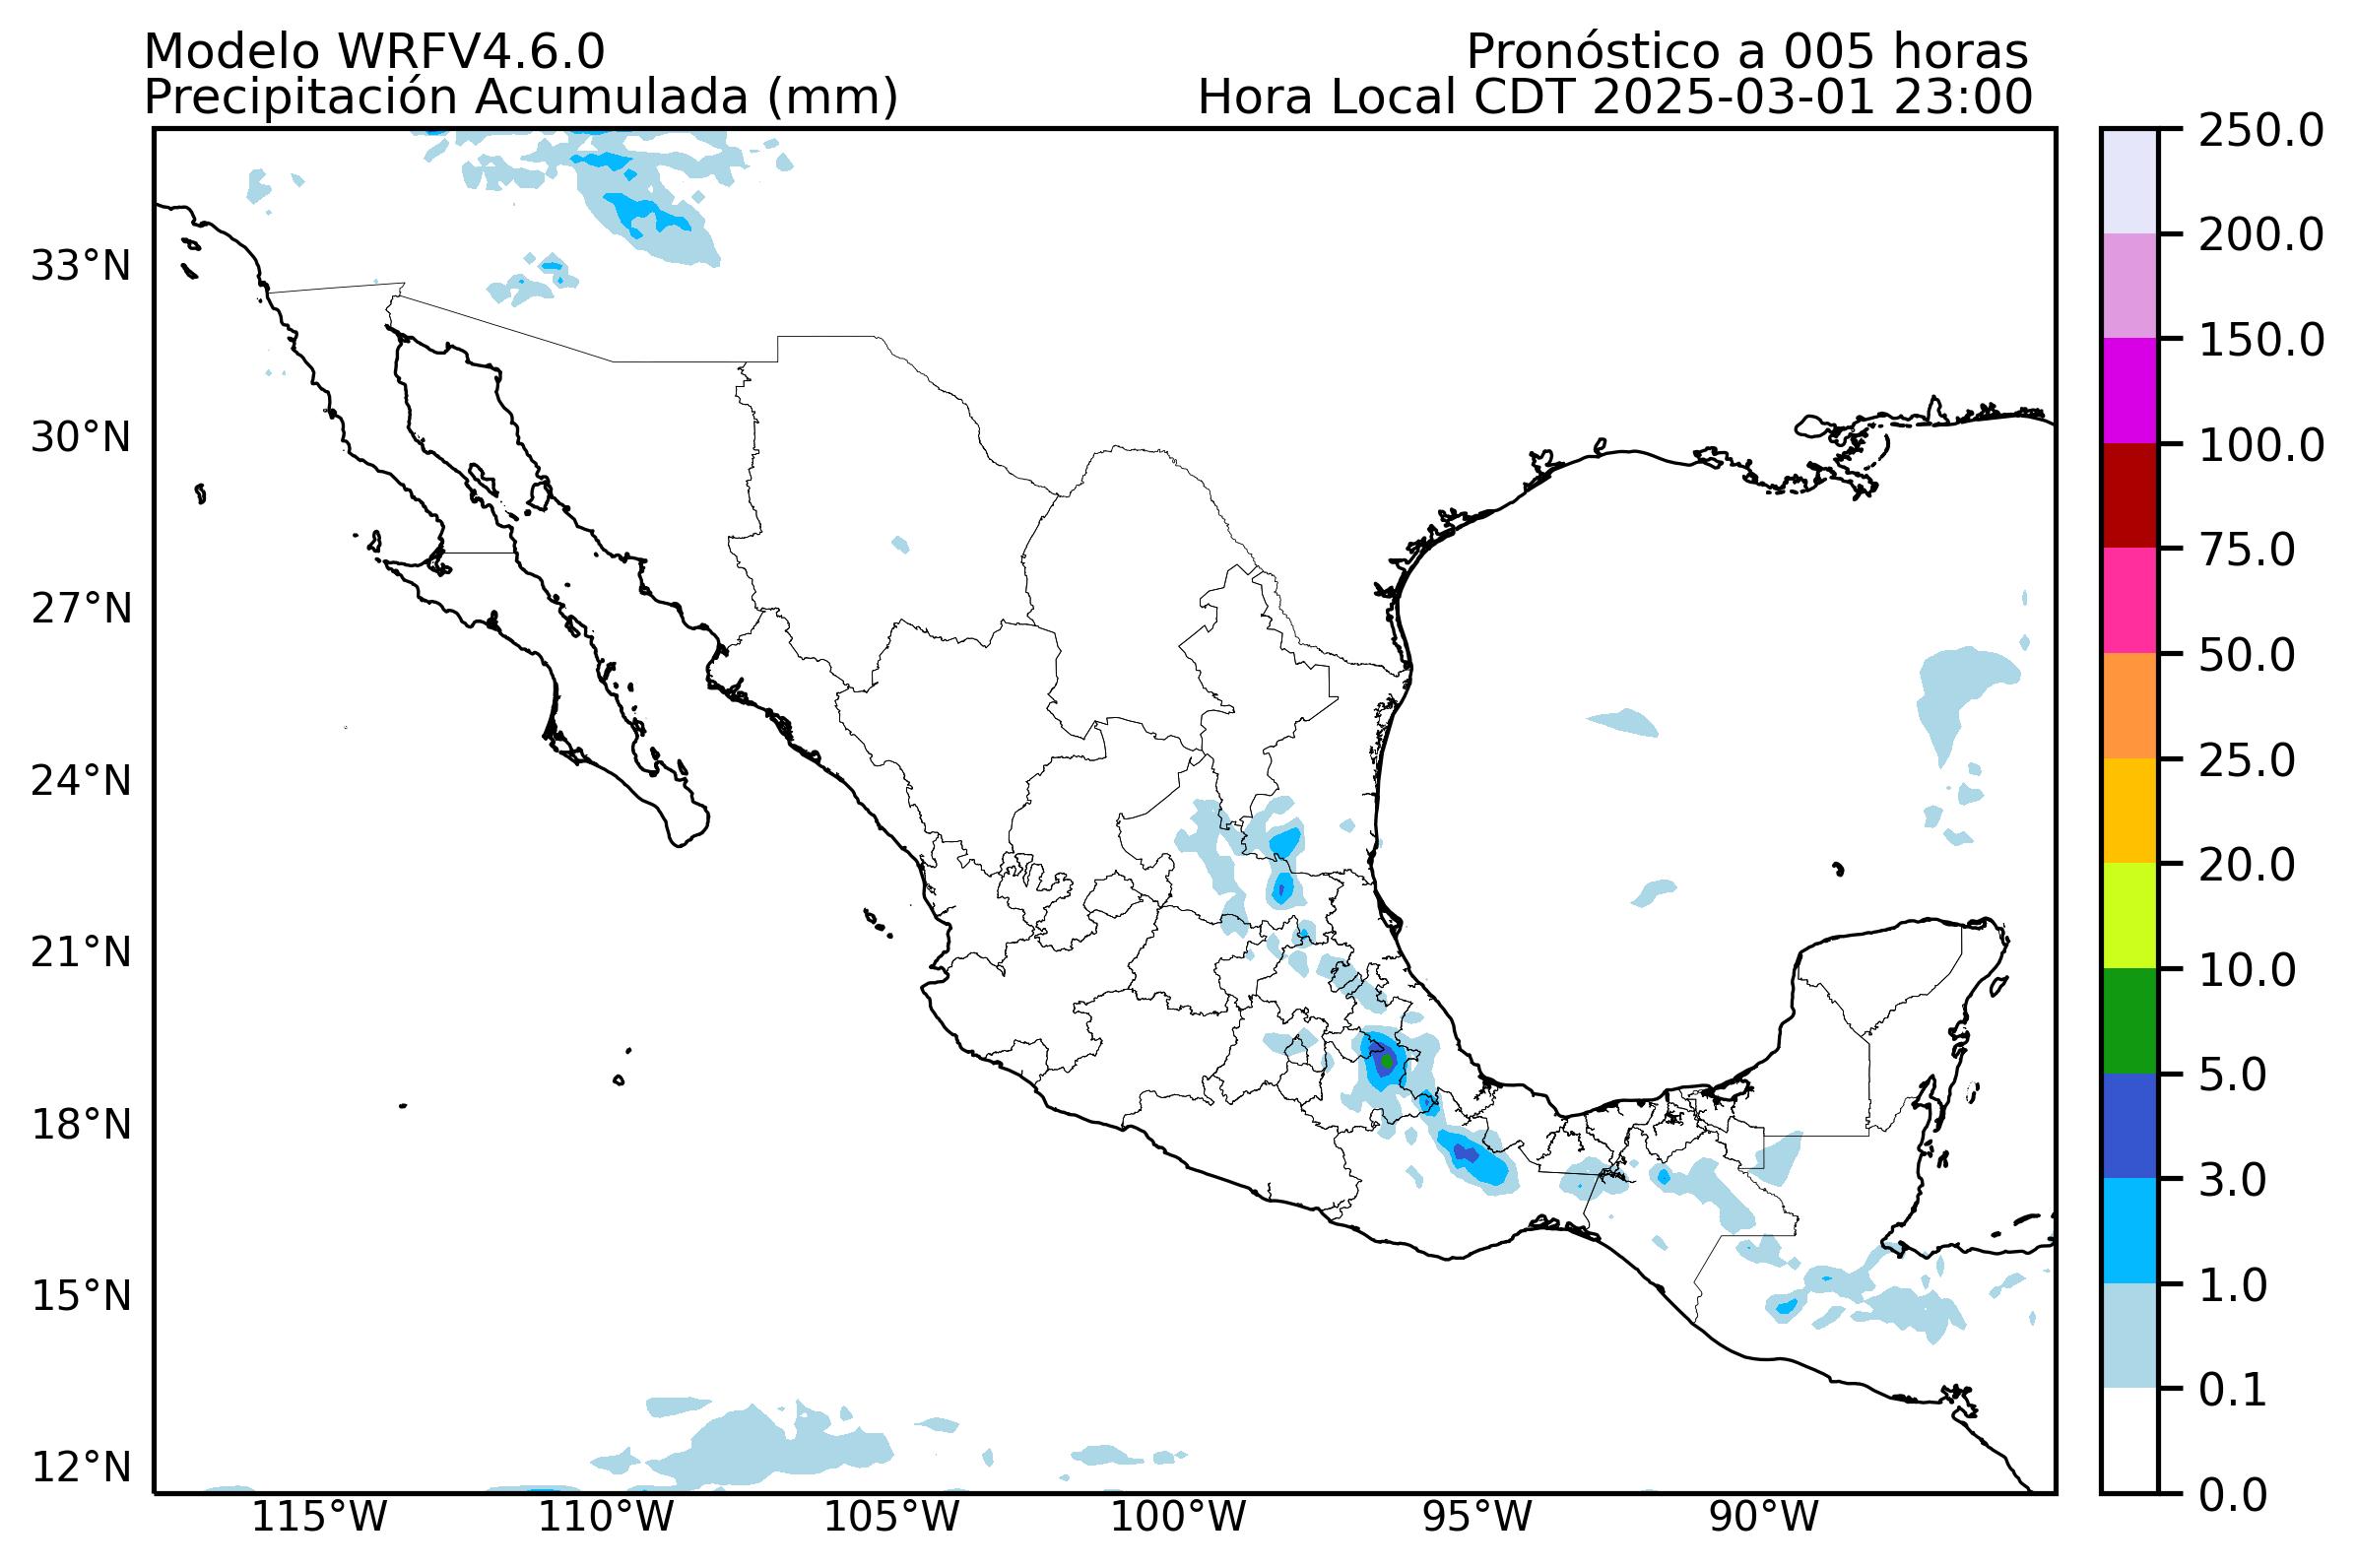 Modelo WRFV4.6.0
Pronóstico a 005 horas
Precipitación Acumulada (mm)
Hora Local CDT 2025-03-01 23:00
33°N
30°N
27°N
24°N
21°N
18°N
15°N
12°N
115°W
110°W
105°W
100°W
95°W
90°W
250.0
200.0
150.0
100.0
75.0
50.0
25.0
20.0
10.0
5.0
3.0
1.0
0.1
0.0